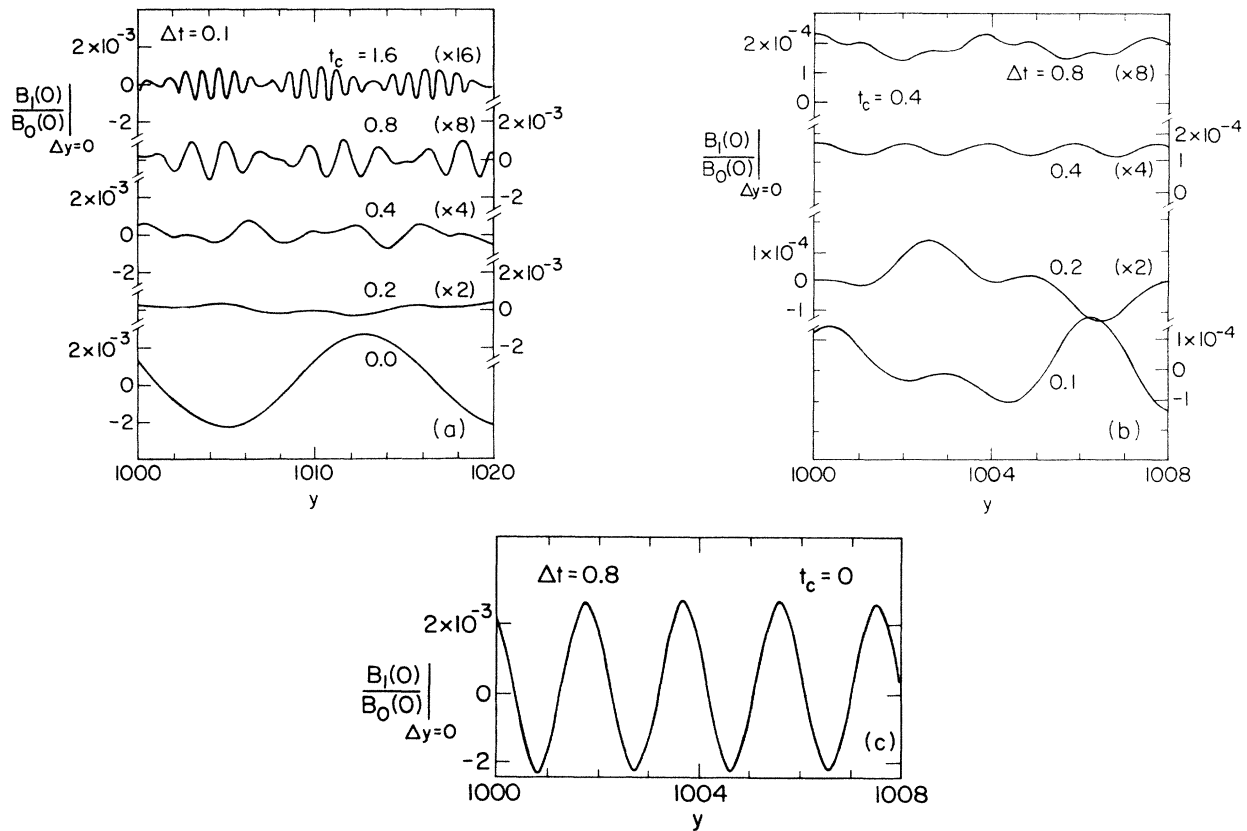 Δt = 0.1
2×10⁻³
t_c = 1.6 (×16)
0
-2
B₁(0)
B₀(0)
Δy=0
0.8 (×8)
2×10⁻³
0
-2
2×10⁻³
0.4 (×4)
0
-2
2×10⁻³
0.2 (×2)
0
-2
2×10⁻³
0.0
0
-2
(a)
1000 1010 1020
y
2×10⁻⁴
1
0
Δt = 0.8 (×8)
t_c = 0.4
B₁(0)
B₀(0)
Δy=0
2×10⁻⁴
1
0
0.4 (×4)
1×10⁻⁴
0
-1
0.2 (×2)
1×10⁻⁴
0
-1
0.1
(b)
1000 1004 1008
y
Δt = 0.8 t_c = 0
2×10⁻³
B₁(0)
B₀(0)
Δy=0
0
-2
(c)
1000 1004 1008
y